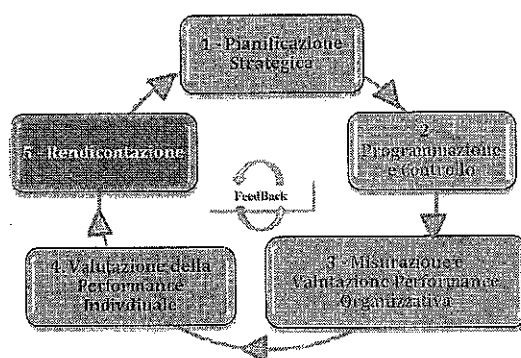 1 - Pianificazione
Strategica
2 -
Programmazione
e controllo
3 - Misurazione e
Valutazione Performance
Organizzativa
4. Valutazione della
Performance
Individuale
5 - Rendicontazione
FeedBack